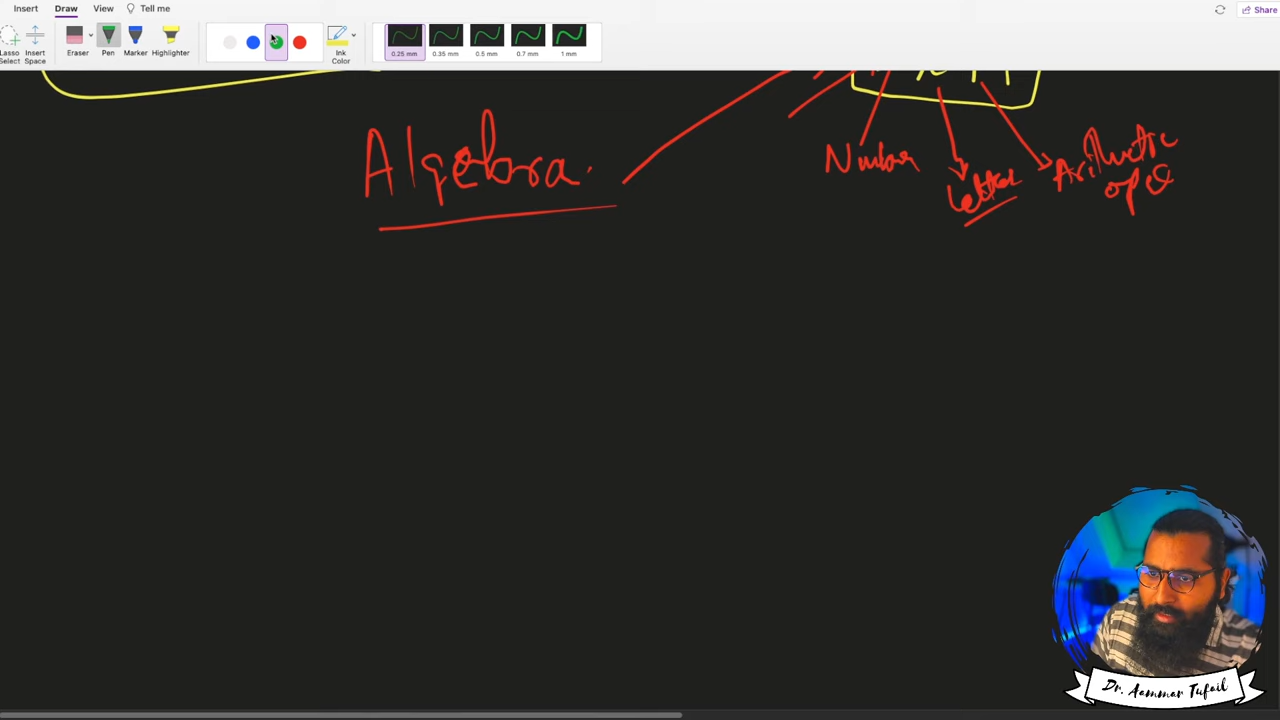 Insert Draw View Tell me
Share
Lasso Select
Insert Space
Eraser
Pen
Marker
Highlighter
Ink Color
0.25 mm
0.35 mm
0.5 mm
0.7 mm
1 mm
Algebra.
Number
Letter
Arithmetic
Dr. Aammar Tufail